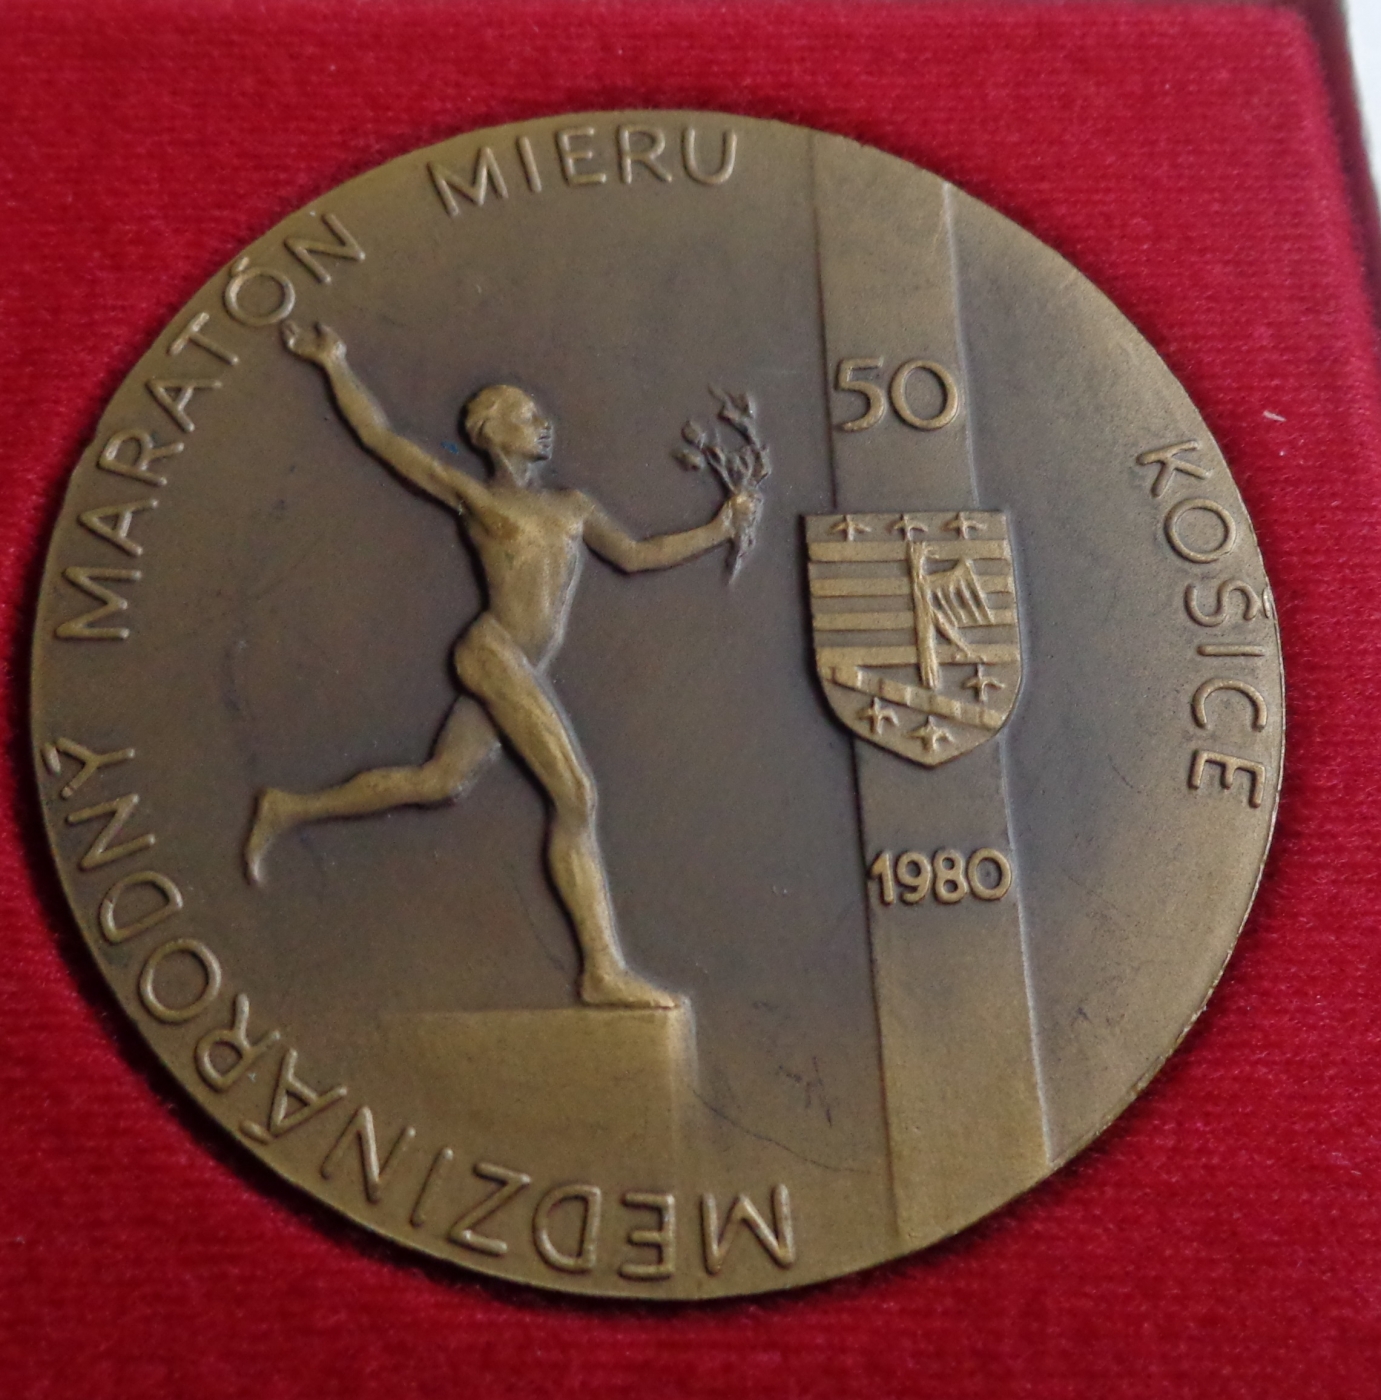 MEDZINÁRODNÝ MARATÓN MIERU
KOŠICE
50
1980